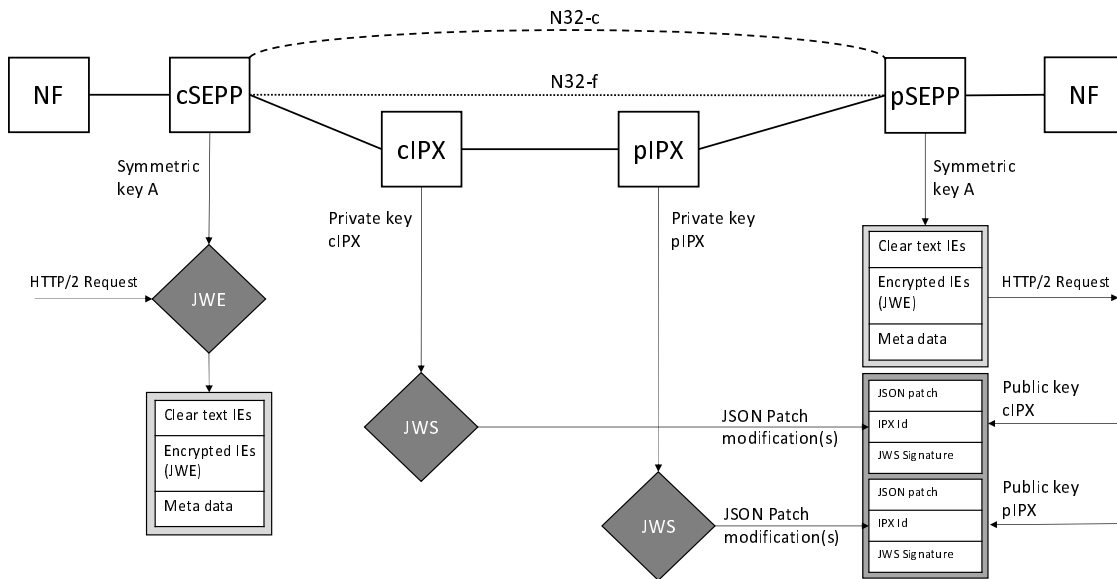 N32-c
NF
cSEPP
N32-f
pSEPP
NF
cIPX
pIPX
Symmetric
key A
Symmetric
key A
Private key
cIPX
Private key
pIPX
HTTP/2 Request
JWE
Clear text IEs
Encrypted IEs
(JWE)
Meta data
HTTP/2 Request
Clear text IEs
Encrypted IEs
(JWE)
Meta data
JWS
JSON Patch
modification(s)
JSON patch
IPX Id
JWS Signature
Public key
cIPX
JWS
JSON Patch
modification(s)
JSON patch
IPX Id
JWS Signature
Public key
pIPX